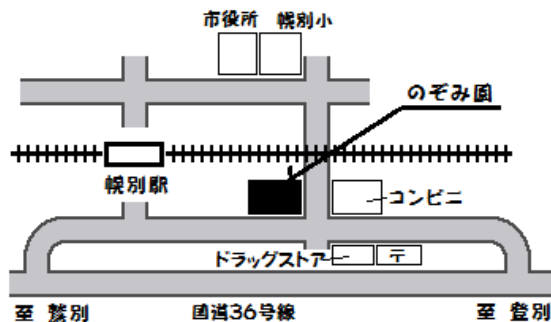 市役所 幌別小
のぞみ園
幌別駅
コンビニ
ドラッグストア 〒
至 鷲別 国道36号線 至 登別